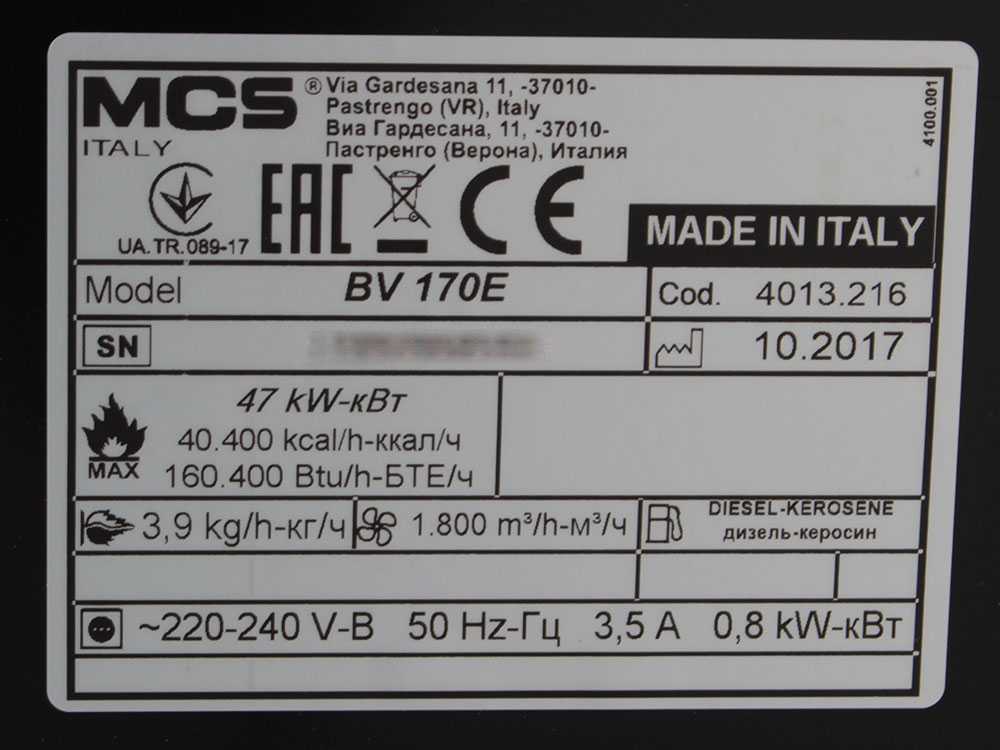 MCS ® Via Gardesana 11, -37010-
Pastrengo (VR), Italy
Виа Гардесана, 11, -37010-
ITALY Пастренго (Верона), Италия
4100.001
UA.TR.089-17 EAC CE MADE IN ITALY
Model BV 170E Cod. 4013.216
SN 10.2017
47 kW-кВт
40.400 kcal/h-ккал/ч
MAX 160.400 Btu/h-БТЕ/ч
3,9 kg/h-кг/ч 1.800 m³/h-м³/ч DIESEL-KEROSENE
дизель-керосин
~220-240 V-В 50 Hz-Гц 3,5 A 0,8 kW-кВт